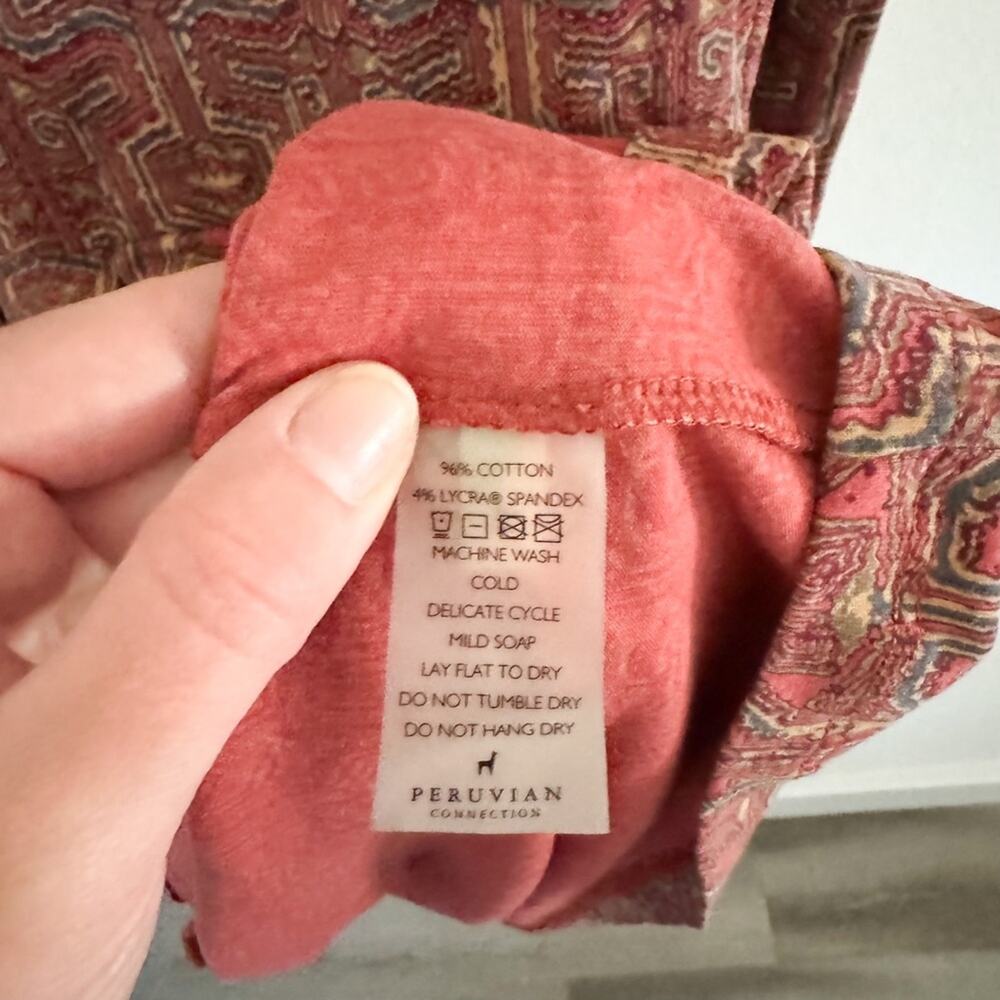 96% COTTON
4% LYCRA® SPANDEX
MACHINE WASH
COLD
DELICATE CYCLE
MILD SOAP
LAY FLAT TO DRY
DO NOT TUMBLE DRY
DO NOT HANG DRY
PERUVIAN
CONNECTION